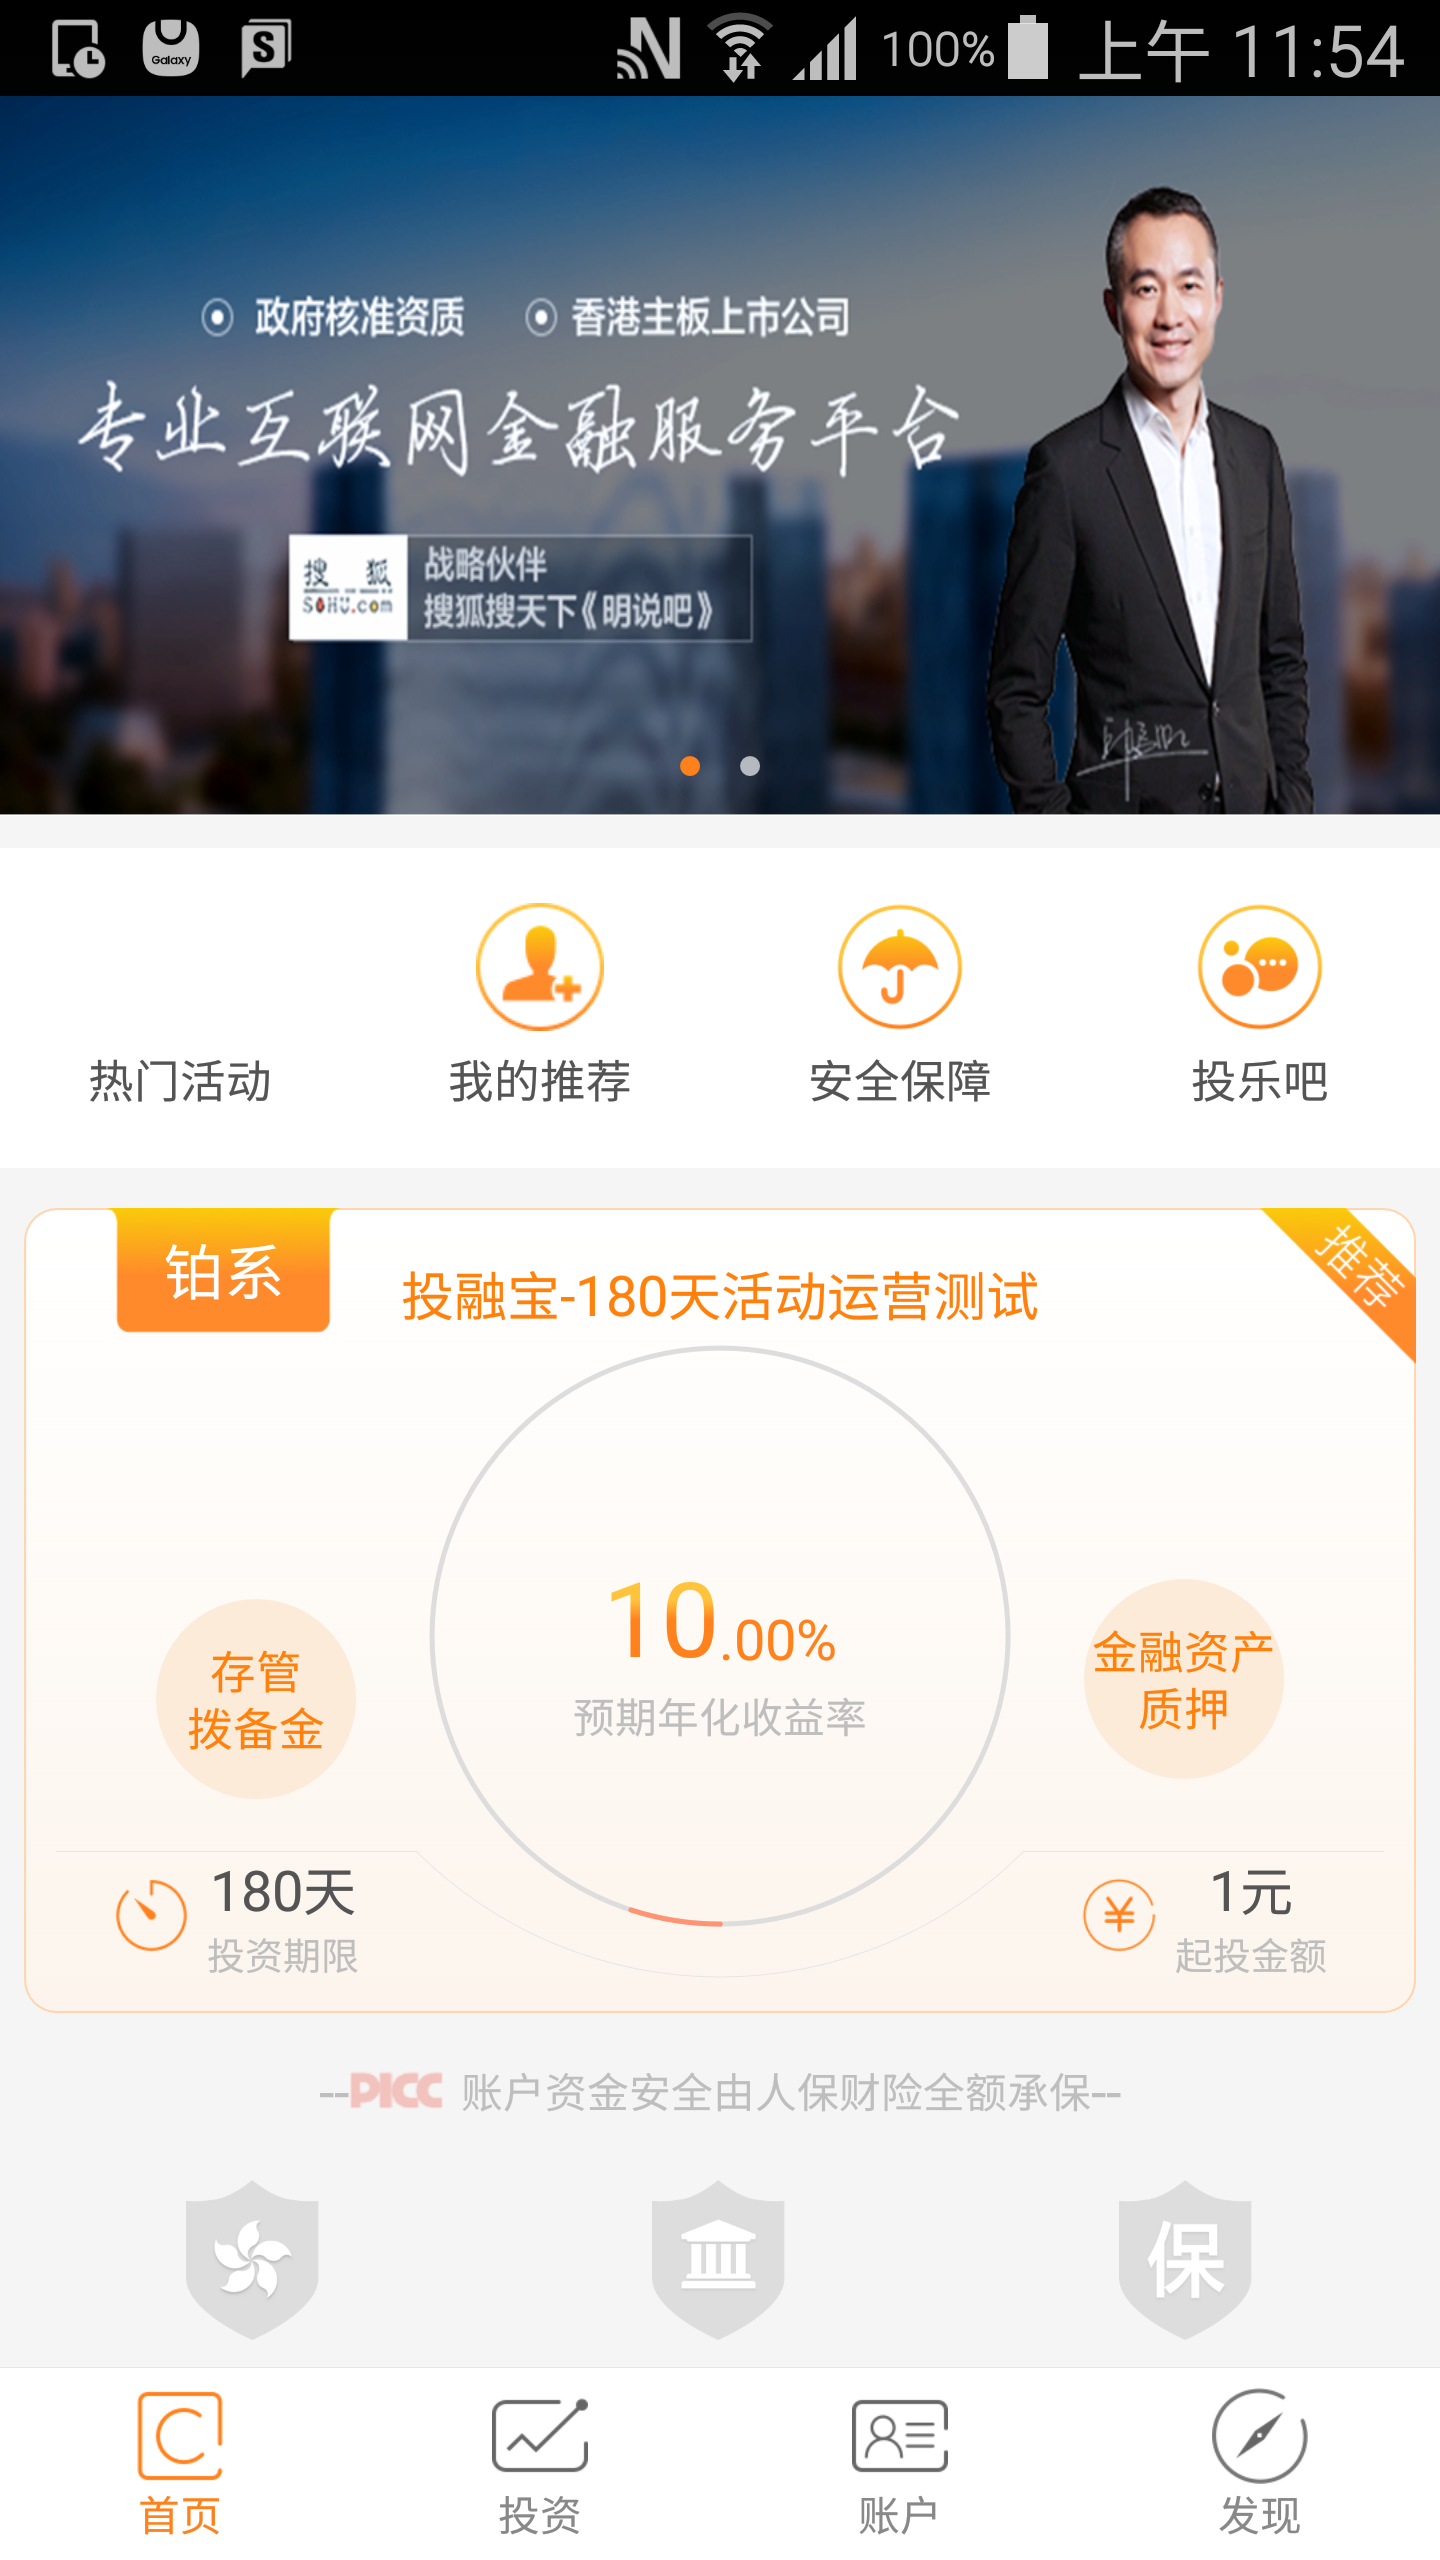 Galaxy
S
N
100%
上午 11:54
政府核准资质
香港主板上市公司
专业互联网金融服务平台
搜狐
SOHU.com
战略伙伴
搜狐搜天下《明说吧》
热门活动
我的推荐
安全保障
投乐吧
铂系
投融宝-180天活动运营测试
推荐
10.00%
预期年化收益率
存管
拨备金
金融资产
质押
180天
投资期限
1元
起投金额
--PICC 账户资金安全由人保财险全额承保--
保
首页
投资
账户
发现